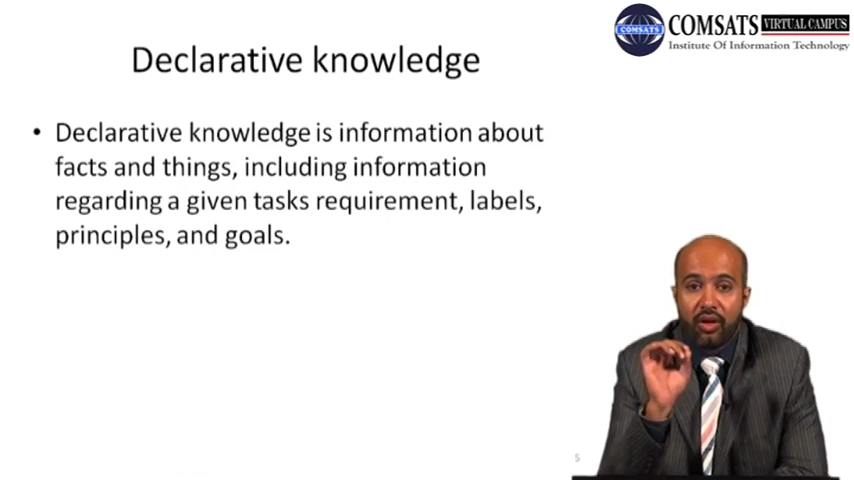 COMSATS VIRTUAL CAMPUS
COMSATS
Institute Of Information Technology
Declarative knowledge
• Declarative knowledge is information about
facts and things, including information
regarding a given tasks requirement, labels,
principles, and goals.
5